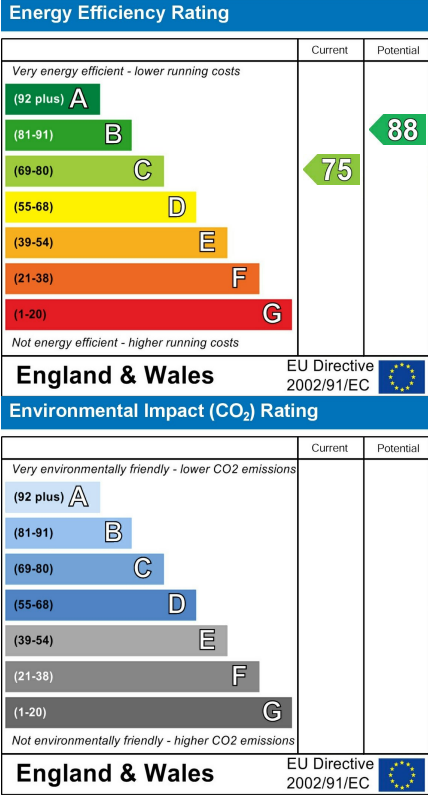 Energy Efficiency Rating
Current Potential
Very energy efficient - lower running costs
(92 plus) A
(81-91) B
88
(69-80) C
75
(55-68) D
(39-54) E
(21-38) F
(1-20) G
Not energy efficient - higher running costs
England & Wales
EU Directive
2002/91/EC
Environmental Impact (CO₂) Rating
Current Potential
Very environmentally friendly - lower CO2 emissions
(92 plus) A
(81-91) B
(69-80) C
(55-68) D
(39-54) E
(21-38) F
(1-20) G
Not environmentally friendly - higher CO2 emissions
England & Wales
EU Directive
2002/91/EC